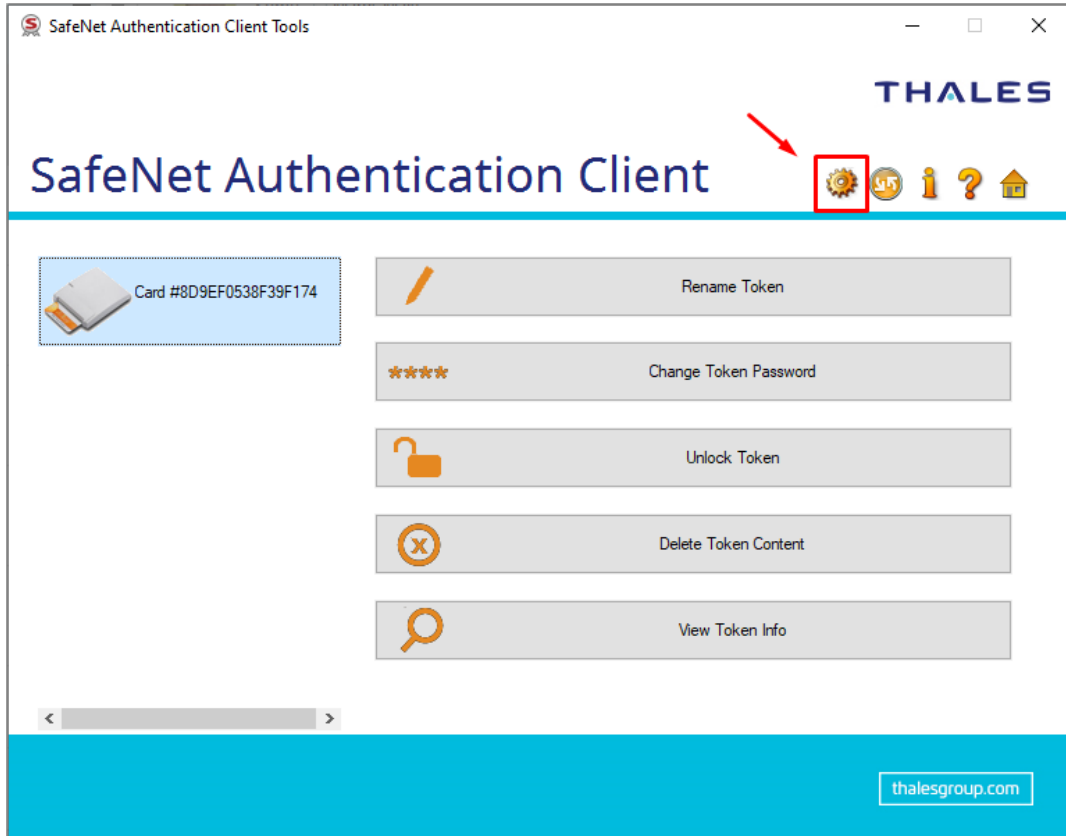 SafeNet Authentication Client Tools
THALES
SafeNet Authentication Client
Card #8D9EF0538F39F174
Rename Token
****
Change Token Password
Unlock Token
Delete Token Content
View Token Info
thalesgroup.com